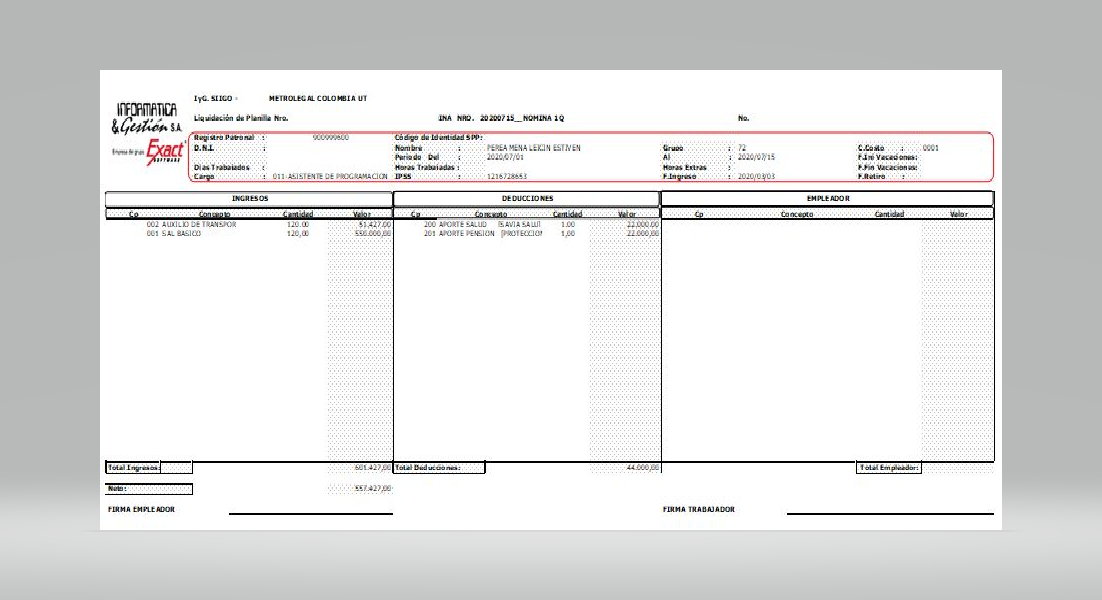 INFORMATICA
& Gestión S.A.
Empresa del grupo Exact
SOFTWARE
IyG. SIIGO - METROLEGAL COLOMBIA UT
Liquidación de Planilla Nro. INA NRO. 20200715__NOMINA 1Q No.
Registro Patronal : 900999600 Código de Identidad SPP:
D.N.I. : Nombre : PEREA MENA LEICIN ESTIVEN Grupo : 72 C.Costo : 0001
Periodo Del : 2020/07/01 Al : 2020/07/15 F.Ini Vacaciones:
Dias Trabajados : Horas Trabajadas : Horas Extras : F.Fin Vacaciones:
Cargo : 011-ASISTENTE DE PROGRAMACION IPSS : 1216728653 F.Ingreso : 2020/03/03 F.Retiro :
INGRESOS DEDUCCIONES EMPLEADOR
Cp Concepto Cantidad Valor Cp Concepto Cantidad Valor Cp Concepto Cantidad Valor
002 AUXILIO DE TRANSPOR 120.00 51.427,00 200 APORTE SALUD (SAVIA SALUI 1.00 22.000,00
001 SAL BASICO 120,00 550.000,00 201 APORTE PENSION (PROTECCION 1,00 22.000,00
Total Ingresos: 601.427,00 Total Deducciones: 44.000,00 Total Empleador:
Neto: 557.427,00
FIRMA EMPLEADOR FIRMA TRABAJADOR